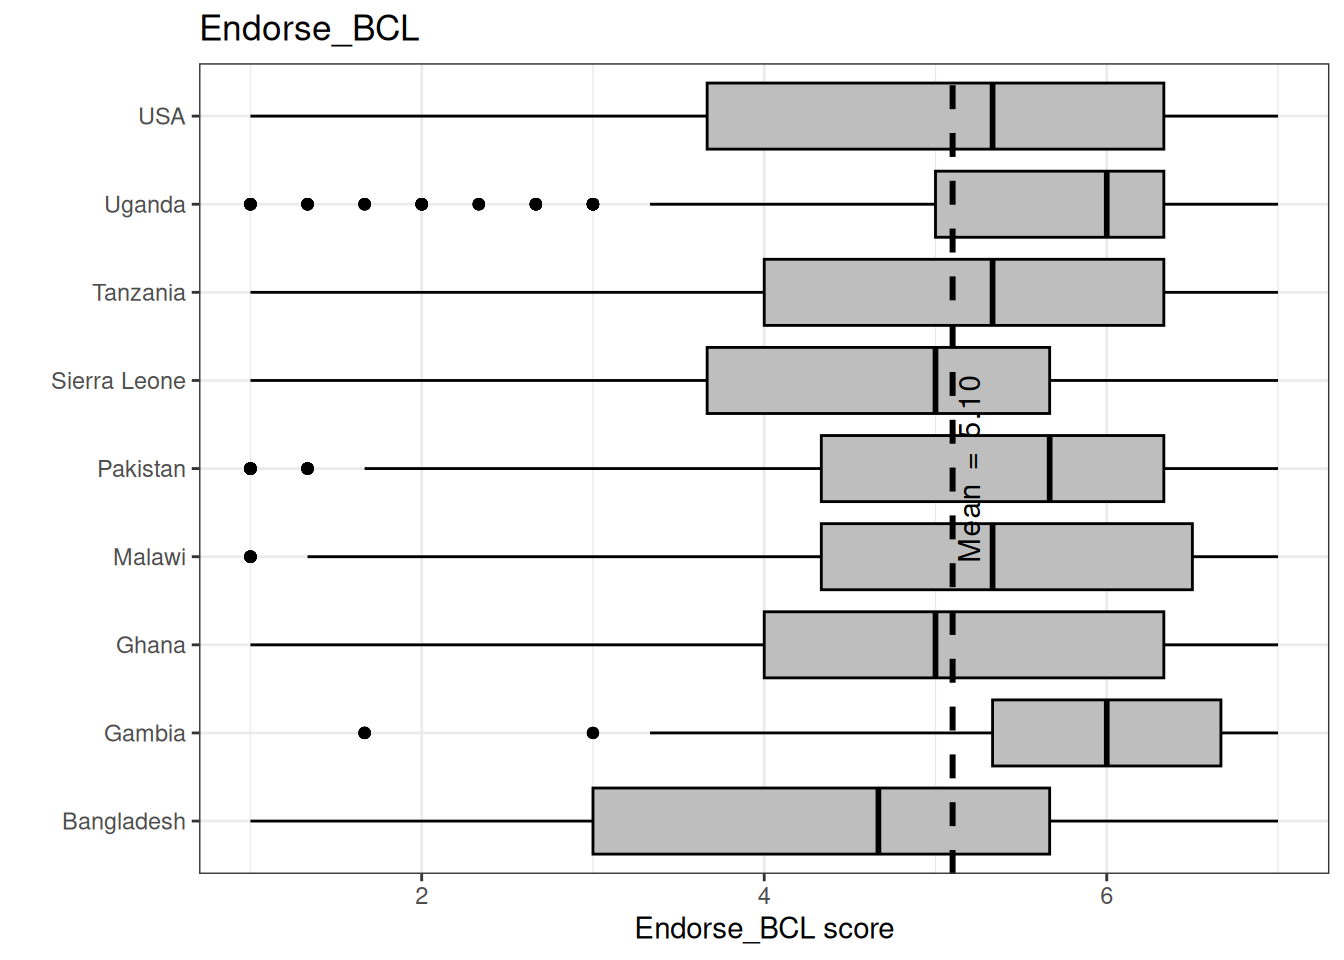 Endorse_BCL
USA
Uganda
Tanzania
Sierra Leone
Pakistan
Malawi
Ghana
Gambia
Bangladesh
Mean = 5.10
2 4 6
Endorse_BCL score